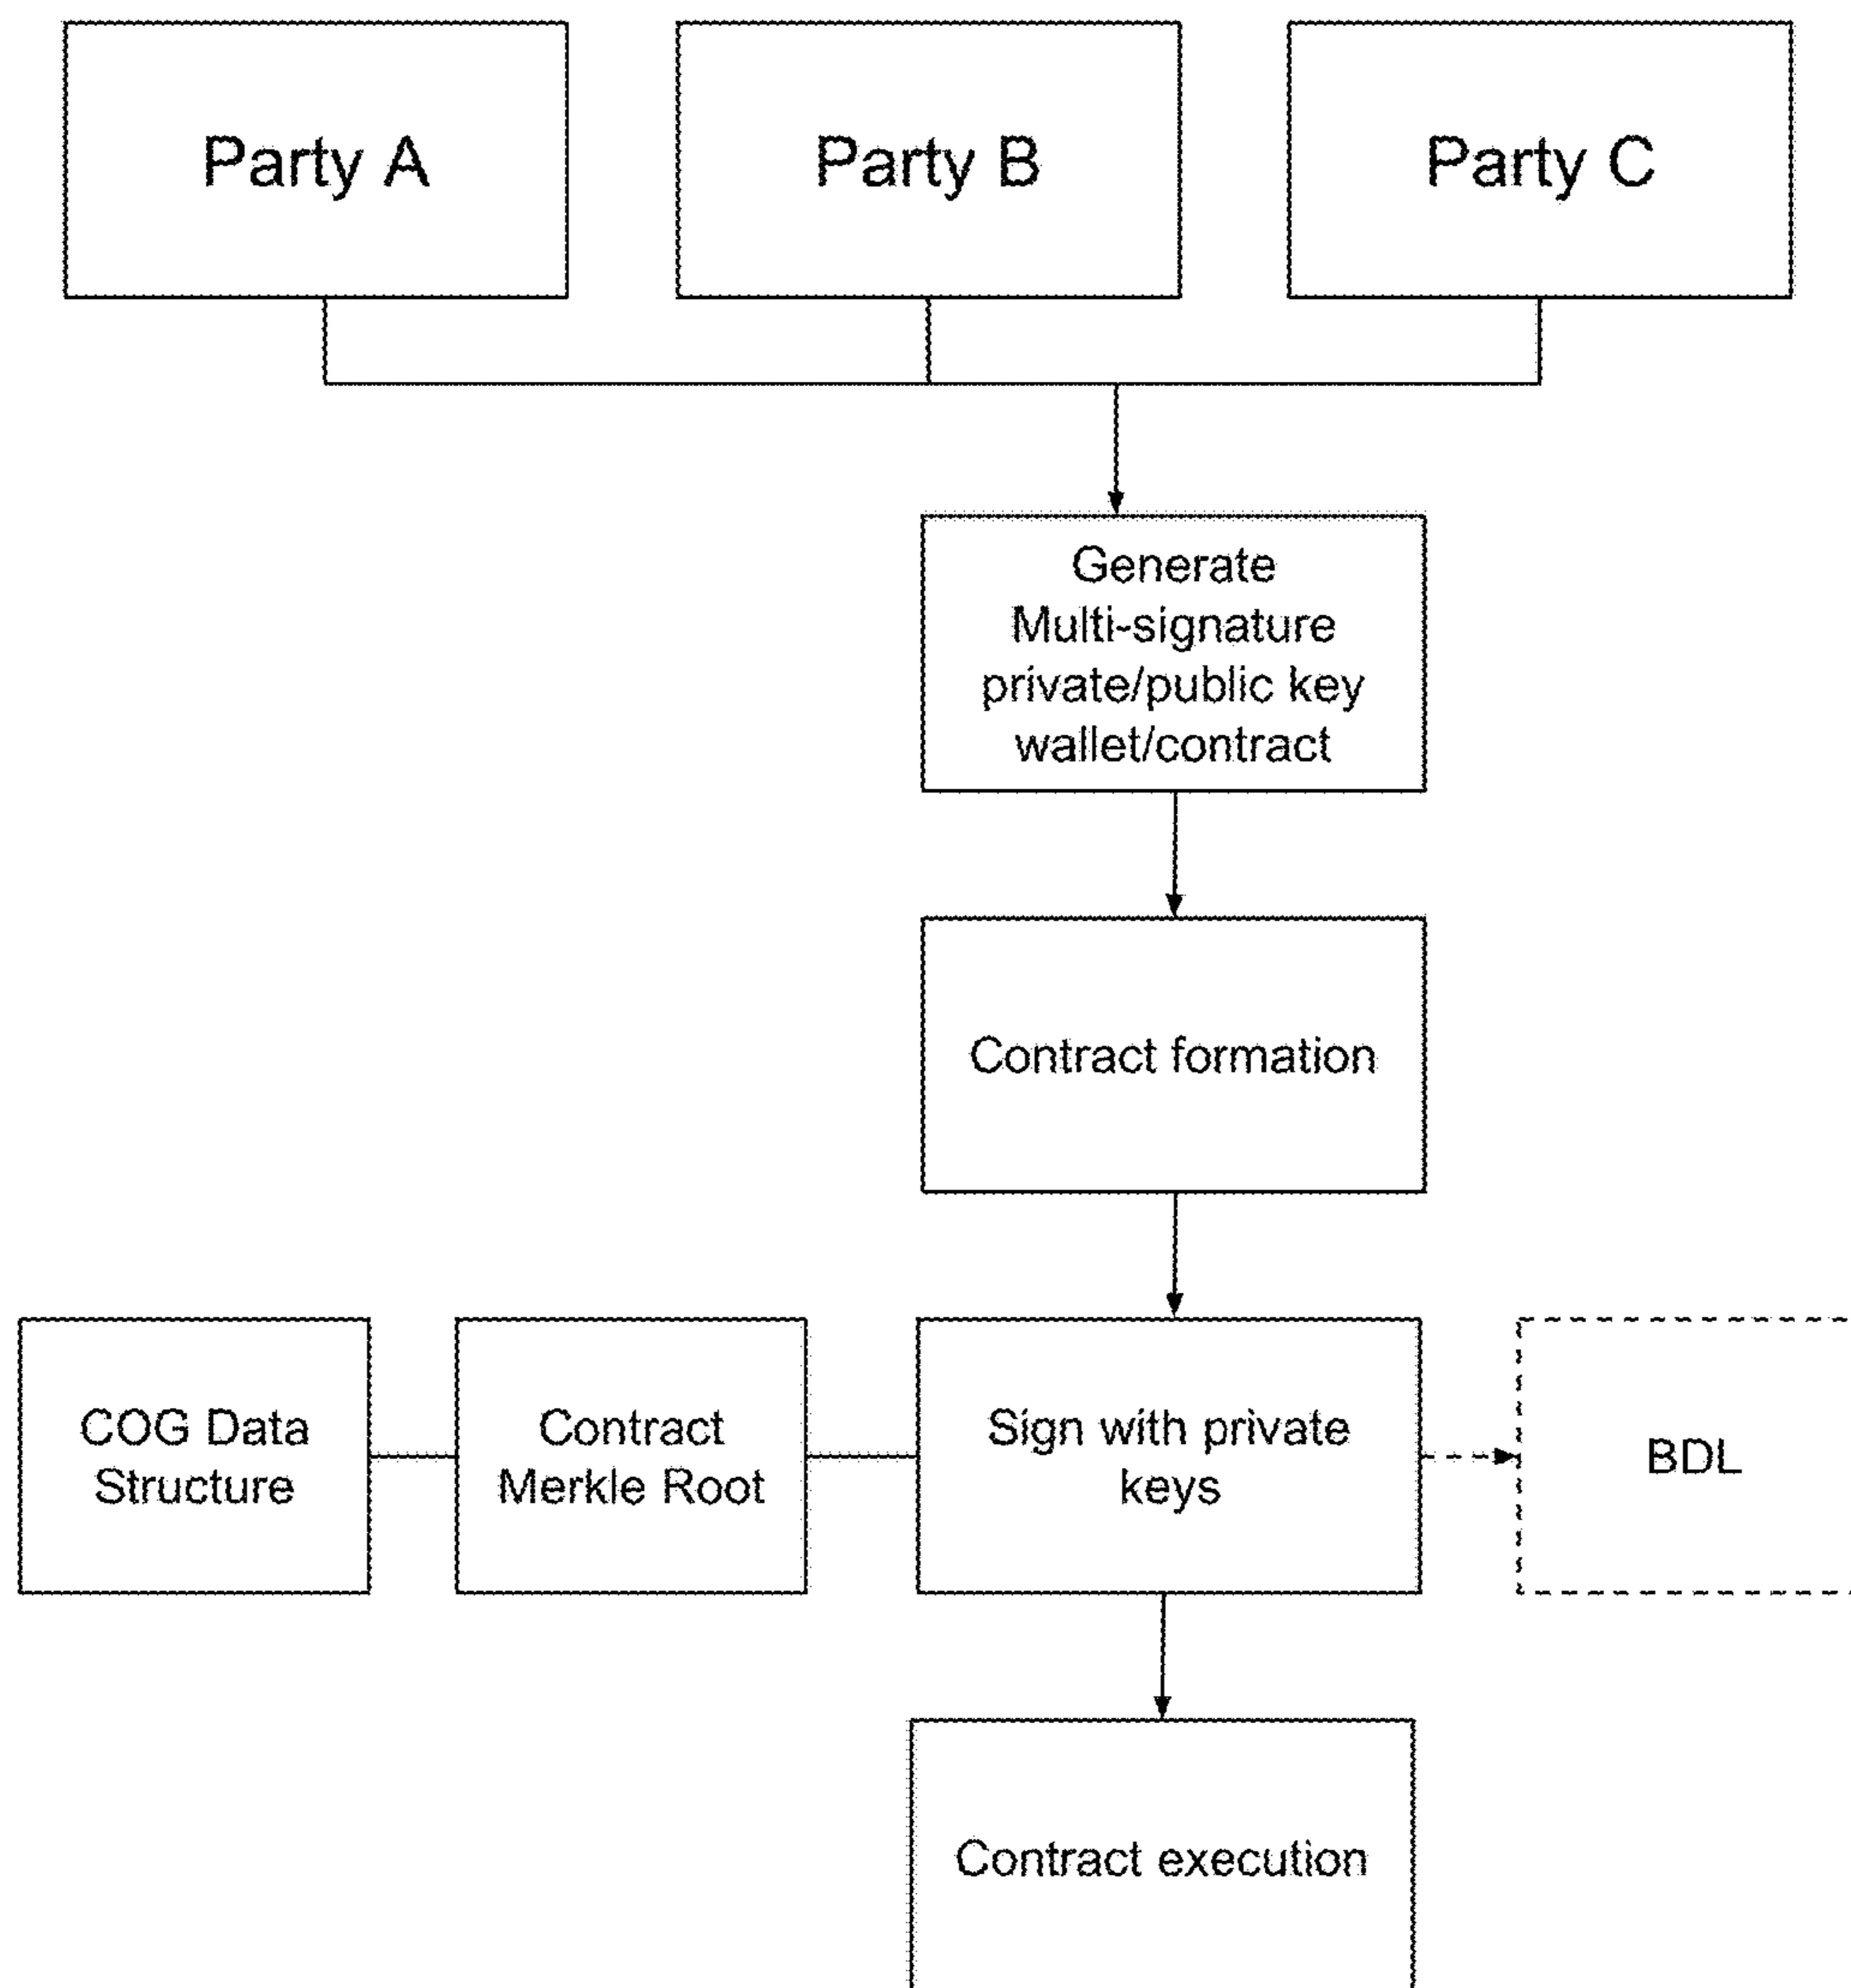 Party A
Party B
Party C
Generate
Multi-signature
private/public key
wallet/contract
Contract formation
COG Data
Structure
Contract
Merkle Root
Sign with private
keys
BDL
Contract execution